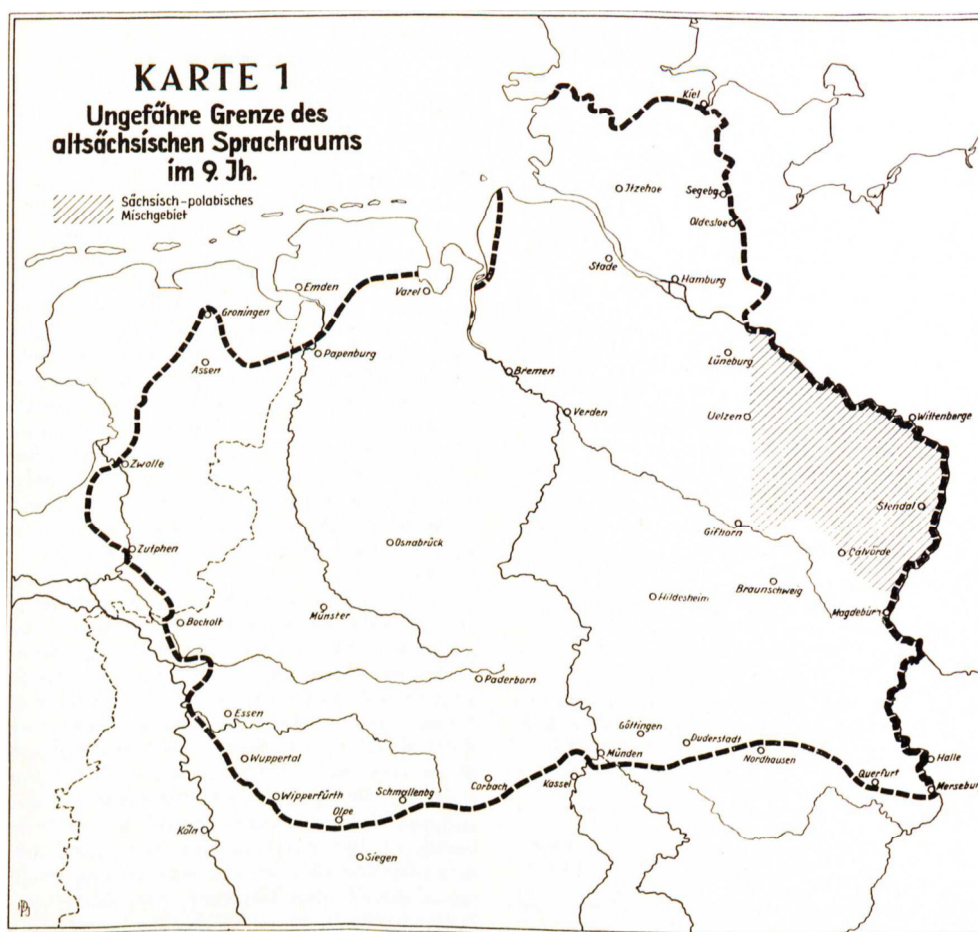 KARTE 1
Ungefähre Grenze des
altsächsischen Sprachraums
im 9. Jh.
Sächsisch-polabisches
Mischgebiet
Kiel
Jtzehoe
Segebg.
Oldesloe
Stade
Hamburg
Emden
Varel
Groningen
Papenburg
Assen
Lüneburg
Bremen
Verden
Uelzen
Wittenberge
Zwolle
Stendal
Gifhorn
Osnabrück
Zutphen
Calvörde
Braunschweig
Hildesheim
Münster
Magdeburg
Bocholt
Paderborn
Essen
Göttingen
Duderstadt
Münden
Nordhausen
Wuppertal
Halle
Corbach
Kassel
Querfurt
Merseburg
Wipperfürth
Schmallenbg
Olpe
Köln
Siegen